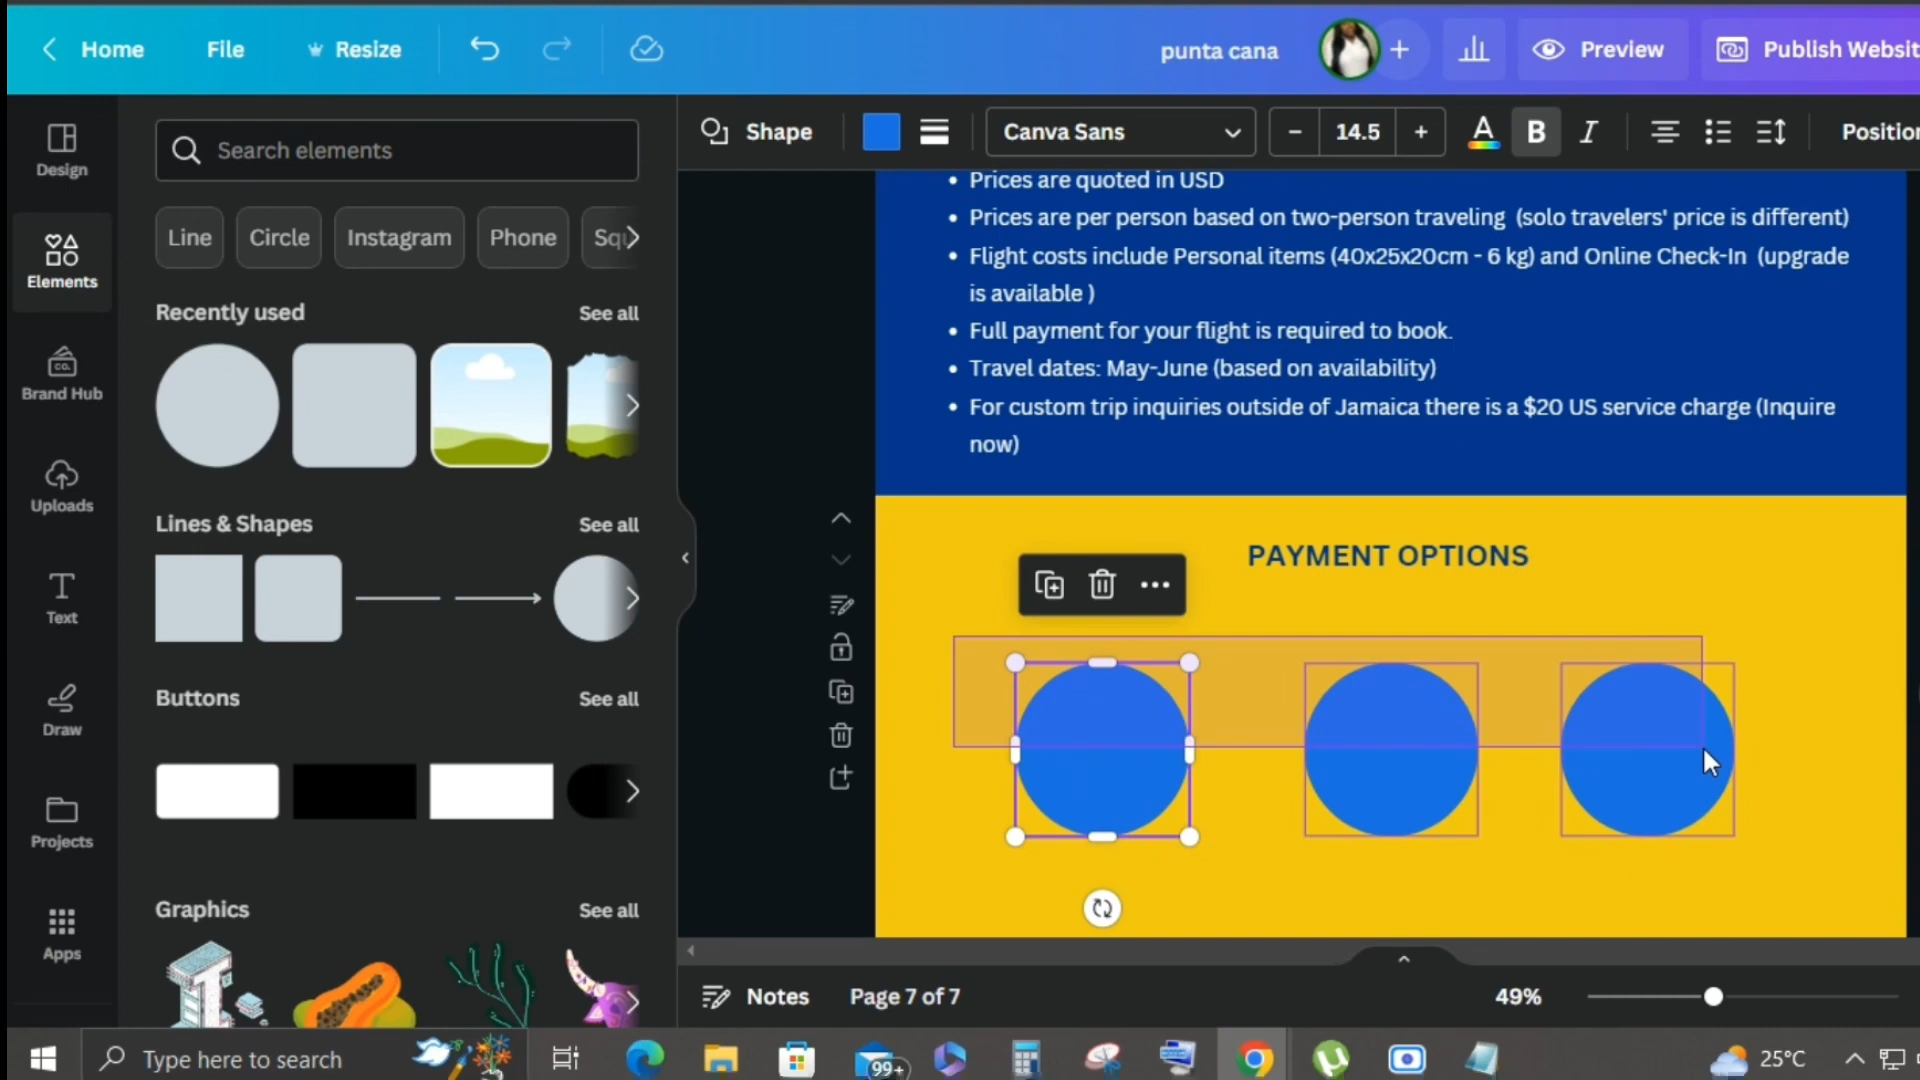 Home File Resize punta cana Preview
Design
Elements
Brand Hub
Uploads
Text
Draw
Projects
Apps
Search elements
Line Circle Instagram Phone
Recently used See all
Lines & Shapes See all
Buttons See all
Graphics See all
CO.
Shape Canva Sans − 14.5 + A B I
Publish
• Prices are quoted in USD
• Prices are per person based on two-person traveling (solo travelers' price is different)
• Flight costs include Personal items (40x25x20cm - 6 kg) and Online Check-In (upgrade
is available )
• Full payment for your flight is required to book.
• Travel dates: May-June (based on availability)
• For custom trip inquiries outside of Jamaica there is a $20 US service charge (Inquire
now)
PAYMENT OPTIONS
Notes Page 7 of 7 49%
Type here to search 99+ 25°C